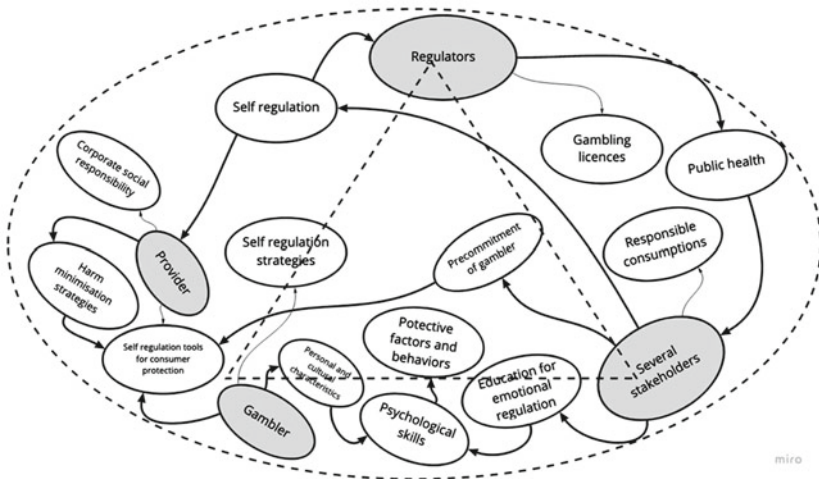 Regulators
Self regulation
Gambling
licences
Public health
Corporate social
responsibility
Self regulation
strategies
Precommitment
of gambler
Responsible
consumptions
Provider
Harm
minimisation
strategies
Self regulation tools
for consumer
protection
Personal and
cultural
characteristics
Potective
factors and
behaviors
Education for
emotional
regulation
Several
stakeholders
Gambler
Psychological
skills
miro